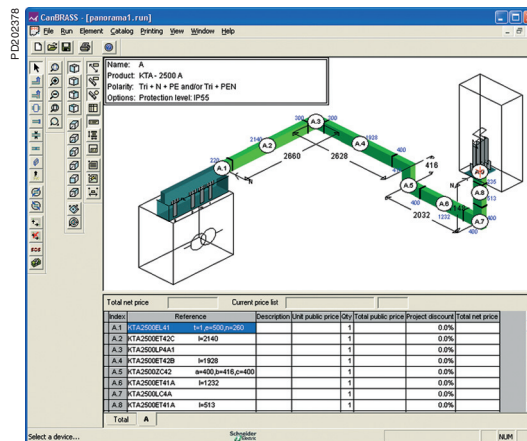 PD202378
CanBRASS - [panorama1.run]
File Run Element Catalog Printing View Window Help
Name: A
Product: KTA - 2500 A
Polarity: Tri + N + PE and/or Tri + PEN
Options: Protection level: IP55
300
A.3
2140
1928
A.2
400
416
A.0
2660
2628
A.1
N
A.5
A.8
513
A.6
2032
1232
400
A.7
400
Total net price Current price list
Index Reference Description Unit public price Qty Total public price Project discount Total net price
A.1 KTA2500EL41 t=1,e=500,n=260 1 0.0%
A.2 KTA2500ET42C l=2140 1 0.0%
A.3 KTA2500LP4A1 1 0.0%
A.4 KTA2500ET42B l=1928 1 0.0%
A.5 KTA2500ZC42 a=400,b=416,c=400 1 0.0%
A.6 KTA2500ET41A l=1232 1 0.0%
A.7 KTA2500LC4A 1 0.0%
A.8 KTA2500ET41A l=513 1 0.0%
Total A
Select a device...
Schneider Electric
NUM